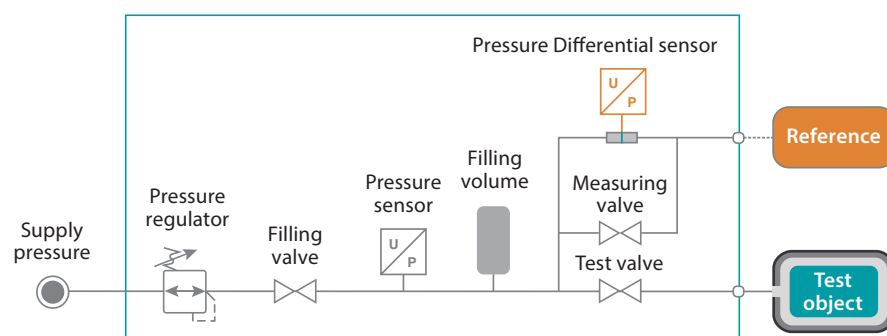 Pressure Differential sensor
U
P
Reference
Pressure
regulator
Pressure
sensor
Filling
volume
Measuring
valve
Supply
pressure
Filling
valve
U
P
Test valve
Test
object